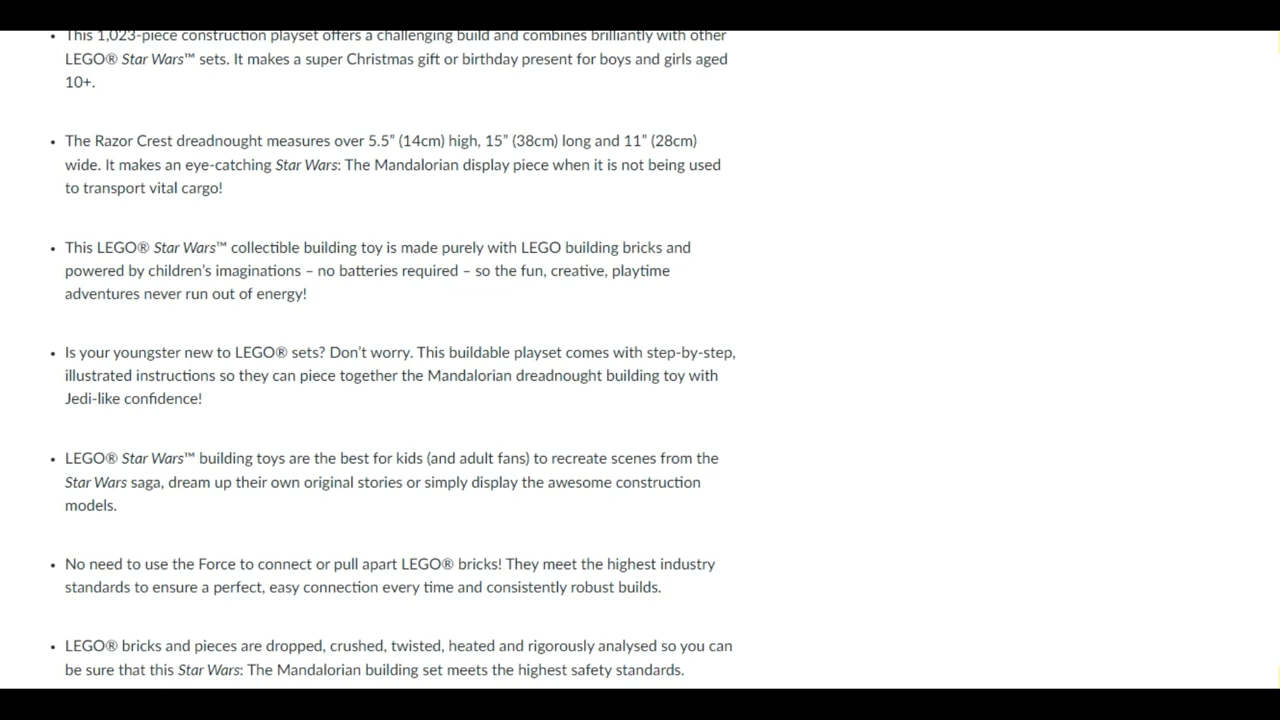 • This 1,023-piece construction playset offers a challenging build and combines brilliantly with other
LEGO® Star Wars™ sets. It makes a super Christmas gift or birthday present for boys and girls aged
10+.
• The Razor Crest dreadnought measures over 5.5” (14cm) high, 15” (38cm) long and 11” (28cm)
wide. It makes an eye-catching Star Wars: The Mandalorian display piece when it is not being used
to transport vital cargo!
• This LEGO® Star Wars™ collectible building toy is made purely with LEGO building bricks and
powered by children’s imaginations – no batteries required – so the fun, creative, playtime
adventures never run out of energy!
• Is your youngster new to LEGO® sets? Don’t worry. This buildable playset comes with step-by-step,
illustrated instructions so they can piece together the Mandalorian dreadnought building toy with
Jedi-like confidence!
• LEGO® Star Wars™ building toys are the best for kids (and adult fans) to recreate scenes from the
Star Wars saga, dream up their own original stories or simply display the awesome construction
models.
• No need to use the Force to connect or pull apart LEGO® bricks! They meet the highest industry
standards to ensure a perfect, easy connection every time and consistently robust builds.
• LEGO® bricks and pieces are dropped, crushed, twisted, heated and rigorously analysed so you can
be sure that this Star Wars: The Mandalorian building set meets the highest safety standards.